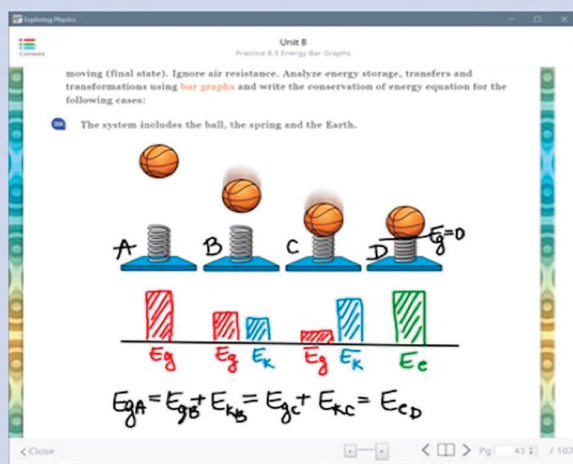 Exploring Physics
Unit 8
Content
Practice 8.3 Energy Bar Graphs
moving (final state). Ignore air resistance. Analyze energy storage, transfers and
transformations using bar graphs and write the conservation of energy equation for the
following cases:
The system includes the ball, the spring and the Earth.
A B C D Eg=0
Eg Eg Ek Eg Ek Ee
EgA = EgB + EkB = EgC + EkC = EeD
< Close
Pg 43 / 107